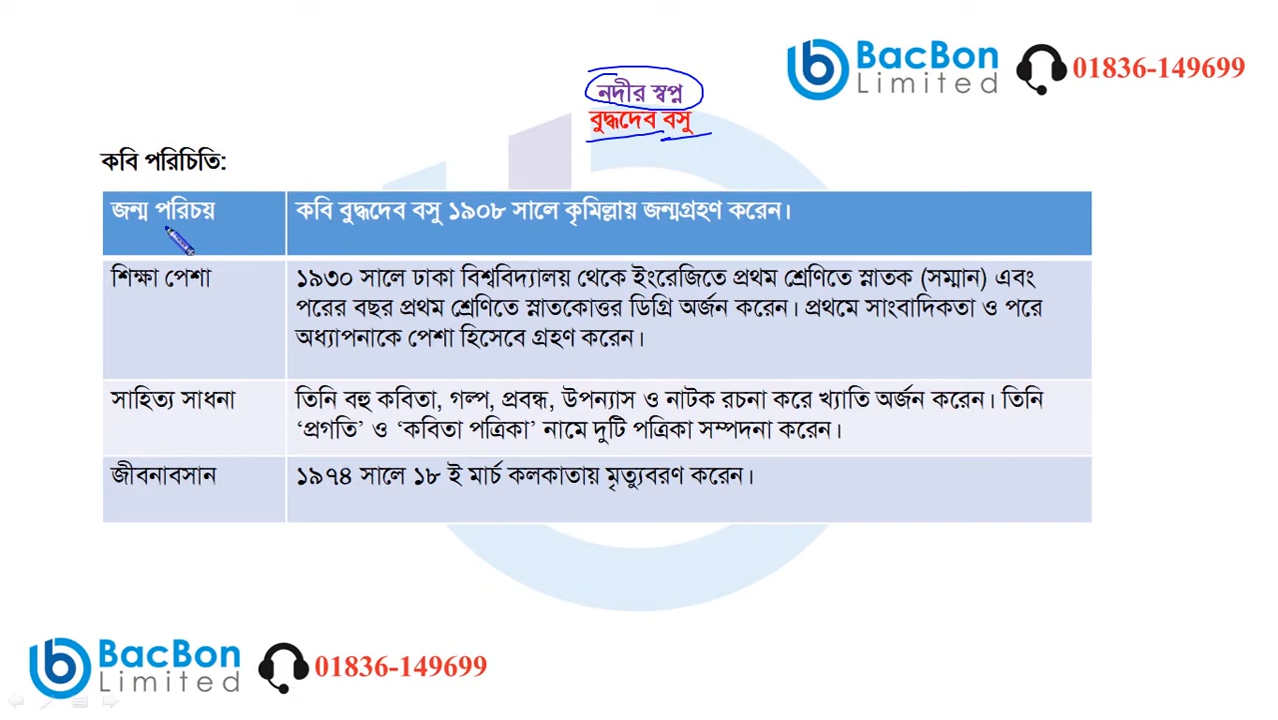 BacBon
Limited
01836-149699
নদীর স্বপ্ন
বুদ্ধদেব বসু
কবি পরিচিতি:
জন্ম পরিচয়
কবি বুদ্ধদেব বসু ১৯০৮ সালে কুমিল্লায় জন্মগ্রহণ করেন।
শিক্ষা পেশা
১৯৩০ সালে ঢাকা বিশ্ববিদ্যালয় থেকে ইংরেজিতে প্রথম শ্রেণিতে স্নাতক (সম্মান) এবং
পরের বছর প্রথম শ্রেণিতে স্নাতকোত্তর ডিগ্রি অর্জন করেন। প্রথমে সাংবাদিকতা ও পরে
অধ্যাপনাকে পেশা হিসেবে গ্রহণ করেন।
সাহিত্য সাধনা
তিনি বহু কবিতা, গল্প, প্রবন্ধ, উপন্যাস ও নাটক রচনা করে খ্যাতি অর্জন করেন। তিনি
‘প্রগতি’ ও ‘কবিতা পত্রিকা’ নামে দুটি পত্রিকা সম্পদনা করেন।
জীবনাবসান
১৯৭৪ সালে ১৮ ই মার্চ কলকাতায় মৃত্যুবরণ করেন।
BacBon
Limited
01836-149699